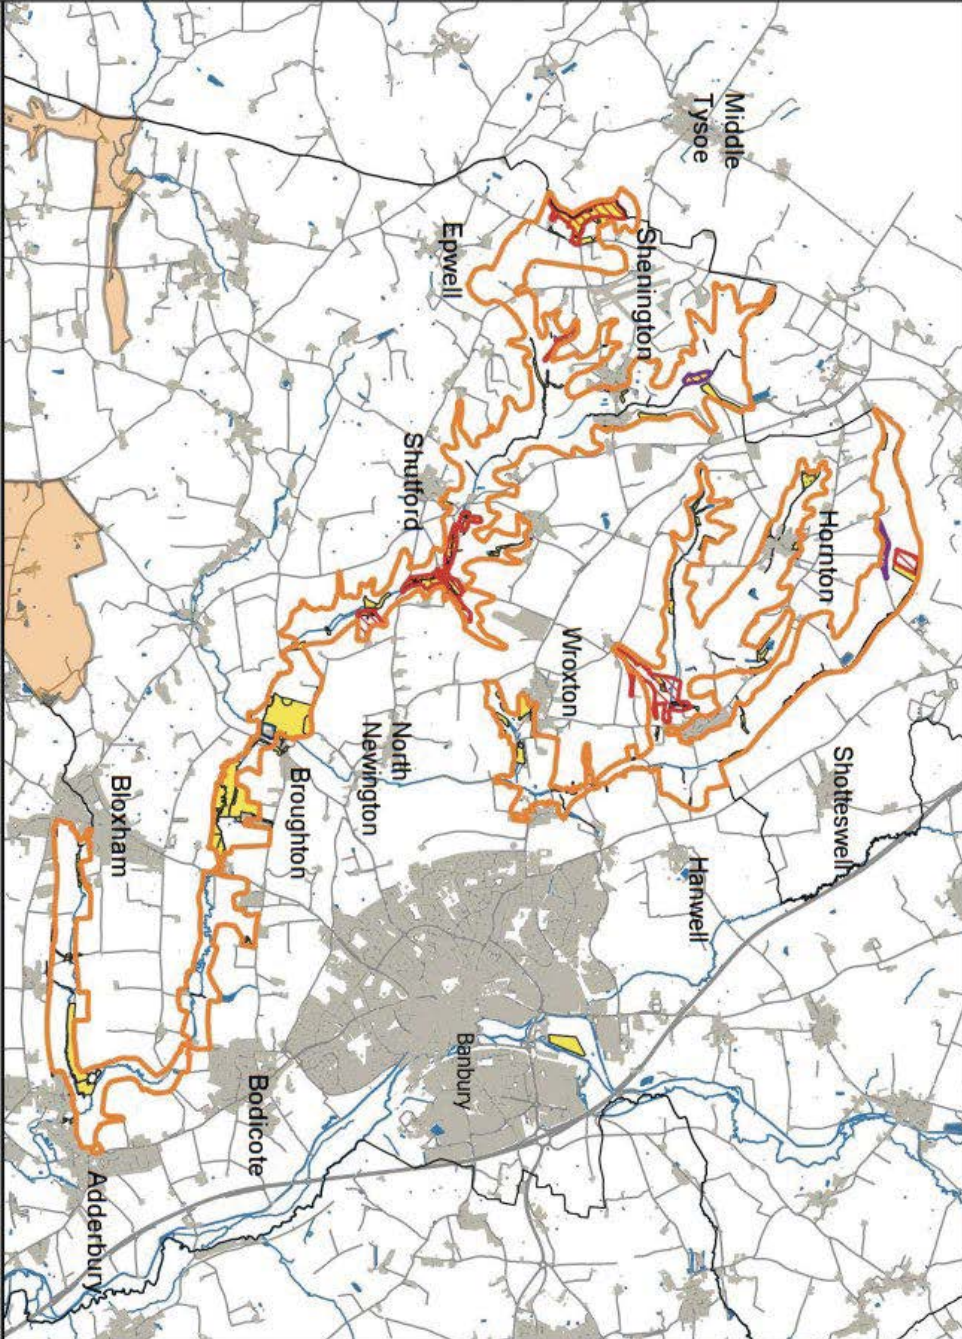 Middle
Tysoe
Shenington
Epwell
Hornton
Shutford
Wroxton
Shotteswell
North
Newington
Hanwell
Broughton
Bloxham
Banbury
Bodicote
Adderbury